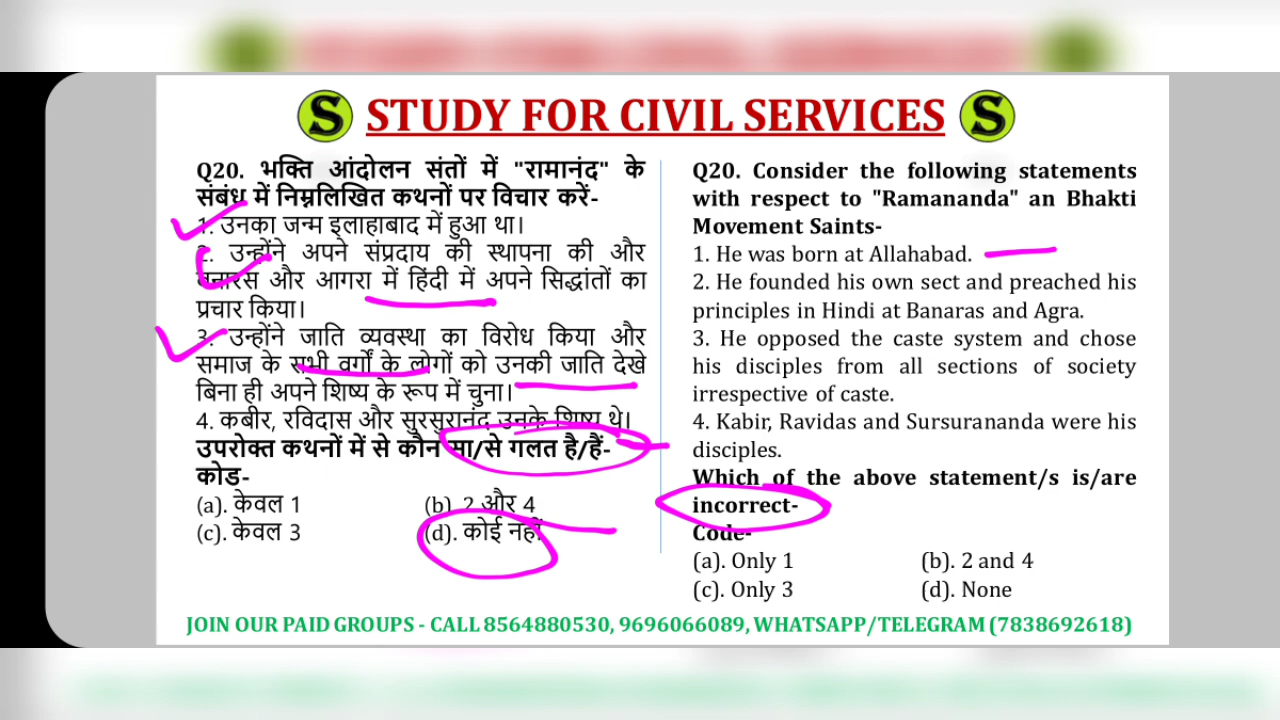 S STUDY FOR CIVIL SERVICES S
Q20. भक्ति आंदोलन संतों में "रामानंद" के
संबंध में निम्नलिखित कथनों पर विचार करें-
1. उनका जन्म इलाहाबाद में हुआ था।
2. उन्होंने अपने संप्रदाय की स्थापना की और
बनारस और आगरा में हिंदी में अपने सिद्धांतों का
प्रचार किया।
3. उन्होंने जाति व्यवस्था का विरोध किया और
समाज के सभी वर्गों के लोगों को उनकी जाति देखे
बिना ही अपने शिष्य के रूप में चुना।
4. कबीर, रविदास और सुरसुरानंद उनके शिष्य थे।
उपरोक्त कथनों में से कौन सा/से गलत है/हैं-
कोड-
(a). केवल 1 (b). 2 और 4
(c). केवल 3 (d). कोई नहीं
Q20. Consider the following statements
with respect to "Ramananda" an Bhakti
Movement Saints-
1. He was born at Allahabad.
2. He founded his own sect and preached his
principles in Hindi at Banaras and Agra.
3. He opposed the caste system and chose
his disciples from all sections of society
irrespective of caste.
4. Kabir, Ravidas and Sursurananda were his
disciples.
Which of the above statement/s is/are
incorrect-
Code-
(a). Only 1 (b). 2 and 4
(c). Only 3 (d). None
JOIN OUR PAID GROUPS - CALL 8564880530, 9696066089, WHATSAPP/TELEGRAM (7838692618)